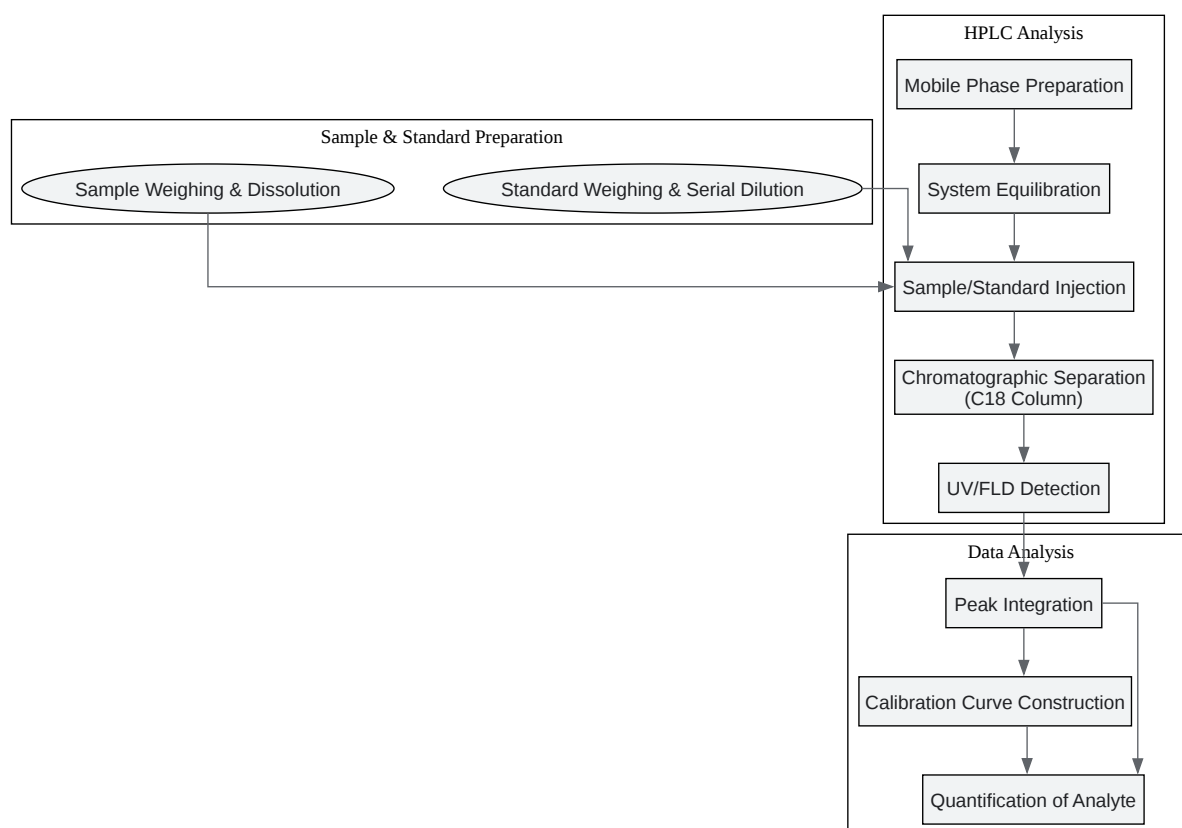 HPLC Analysis
Mobile Phase Preparation
Sample & Standard Preparation
Sample Weighing & Dissolution
Standard Weighing & Serial Dilution
System Equilibration
Sample/Standard Injection
Chromatographic Separation
(C18 Column)
UV/FLD Detection
Data Analysis
Peak Integration
Calibration Curve Construction
Quantification of Analyte